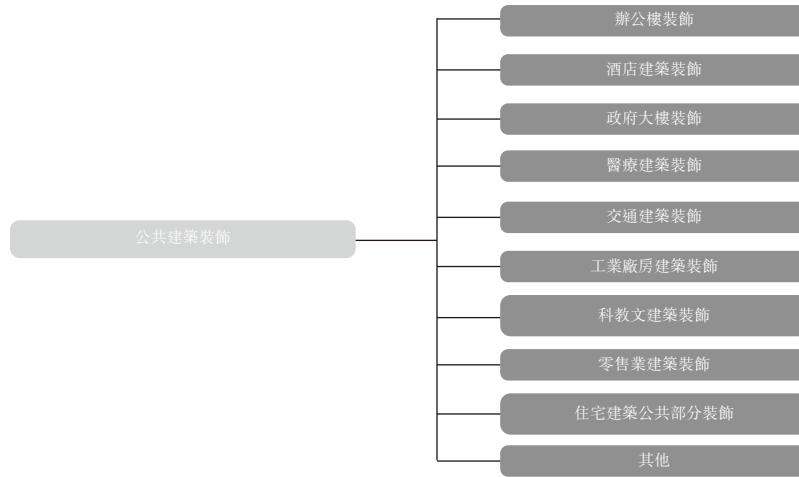 辦公樓裝飾
酒店建築裝飾
政府大樓裝飾
醫療建築裝飾
交通建築裝飾
公共建築裝飾
工業廠房建築裝飾
科教文建築裝飾
零售業建築裝飾
住宅建築公共部分裝飾
其他